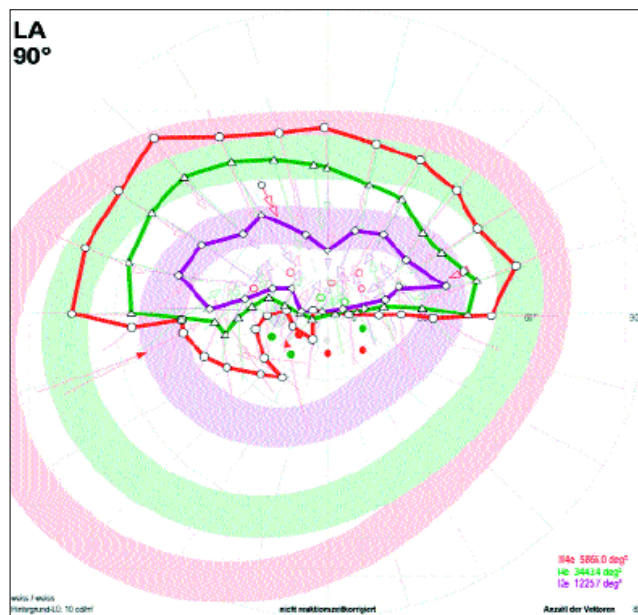 LA
90°
60°
90
III4e 5866.0 deg²
I4e 3443.4 deg²
I2e 1225.7 deg²
weiss / weiss
Hintergrund-LD: 10 cd/m²
nicht reaktionszeitkorrigiert
Anzahl der Vektoren